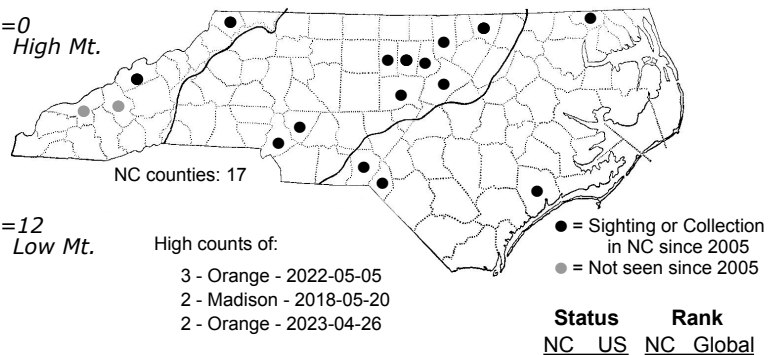 =0
High Mt.
NC counties: 17
=12
Low Mt.
High counts of:
3 - Orange - 2022-05-05
2 - Madison - 2018-05-20
2 - Orange - 2023-04-26
= Sighting or Collection
in NC since 2005
= Not seen since 2005
Status Rank
NC US NC Global